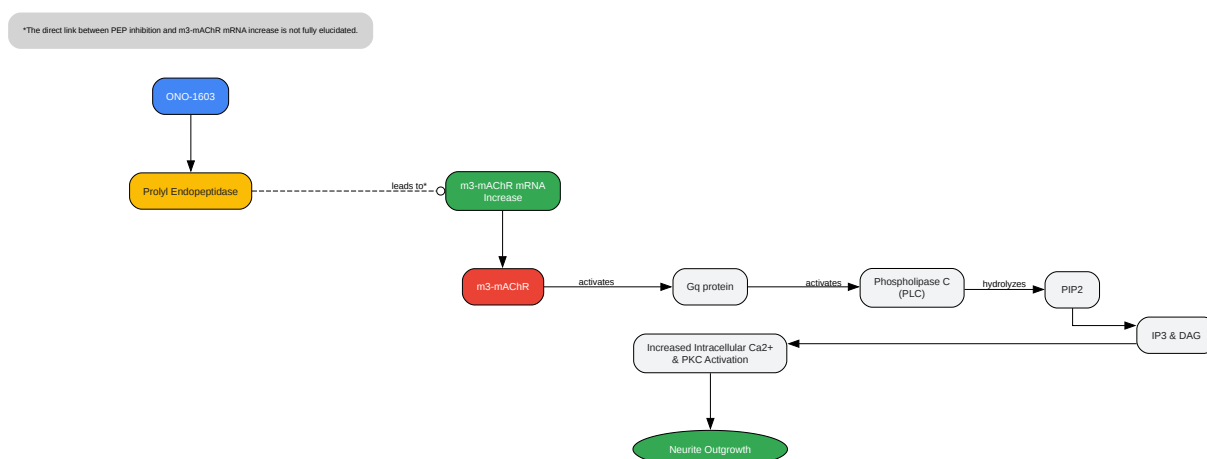 *The direct link between PEP inhibition and m3-mAChR mRNA increase is not fully elucidated.
ONO-1603
Prolyl Endopeptidase
leads to*
m3-mAChR mRNA
Increase
m3-mAChR
activates
Gq protein
activates
Phospholipase C
(PLC)
hydrolyzes
PIP2
IP3 & DAG
Increased Intracellular Ca2+
& PKC Activation
Neurite Outgrowth